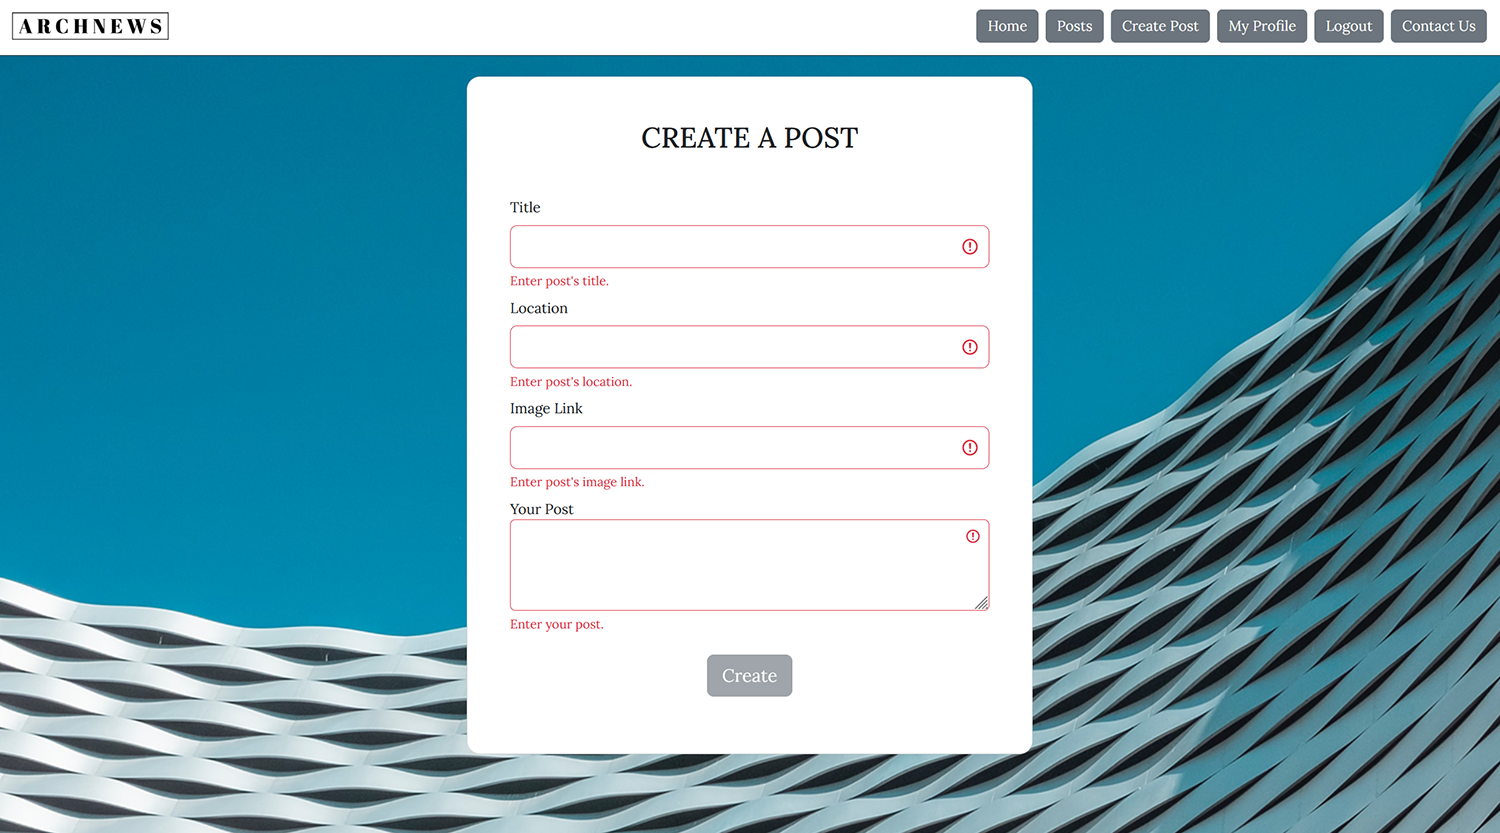 ARCHNEWS
Home Posts Create Post My Profile Logout Contact Us
CREATE A POST
Title
Enter post's title.
Location
Enter post's location.
Image Link
Enter post's image link.
Your Post
Enter your post.
Create